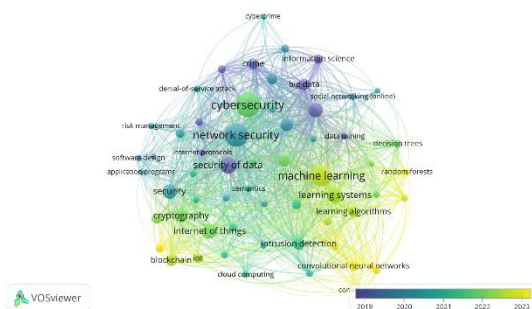 cybercrime
crime
information science
denial-of-service attack
big data
social networking (online)
cybersecurity
risk management
network security
data mining
decision trees
internet protocols
software design
security of data
application programs
machine learning
random forests
semantics
security
learning systems
cryptography
learning algorithms
internet of things
intrusion detection
blockchain
iot
convolutional neural networks
cloud computing
con
VOSviewer
2019 2020 2021 2022 2023